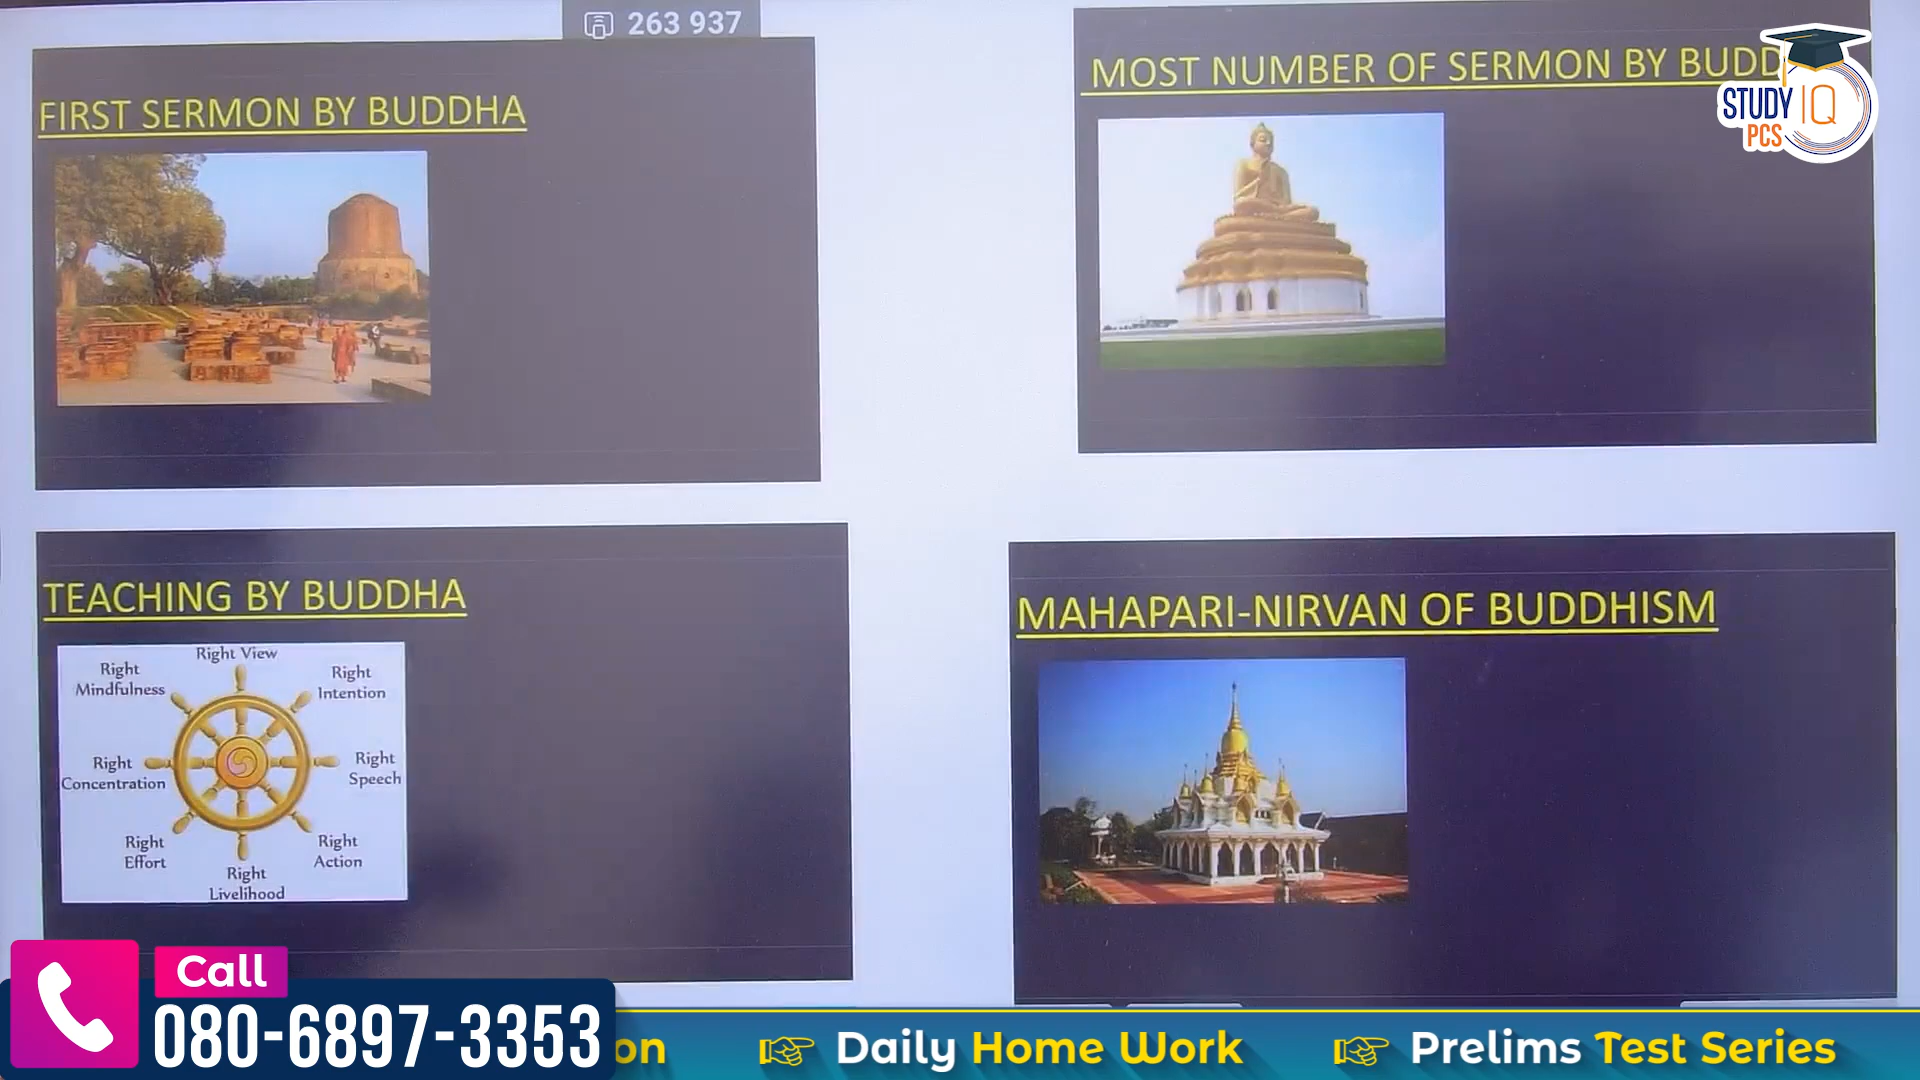 263 937
FIRST SERMON BY BUDDHA
MOST NUMBER OF SERMON BY BUDD
STUDY IQ
PCS
TEACHING BY BUDDHA
Right View
Right Mindfulness
Right Intention
Right Concentration
Right Speech
Right Effort
Right Action
Right Livelihood
MAHAPARI-NIRVAN OF BUDDHISM
Call
080-6897-3353
on
Daily Home Work
Prelims Test Series